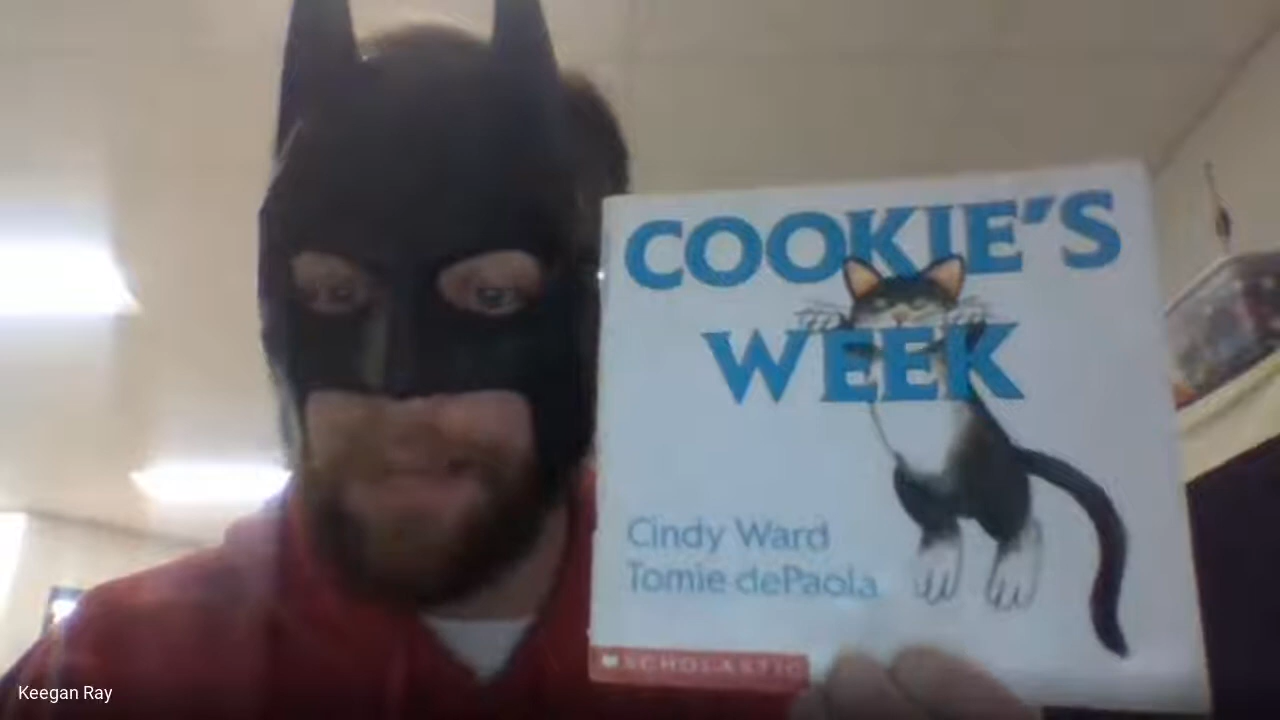 COOKIE'S
WEEK
Cindy Ward
Tomie dePaola
SCHOLASTIC
Keegan Ray